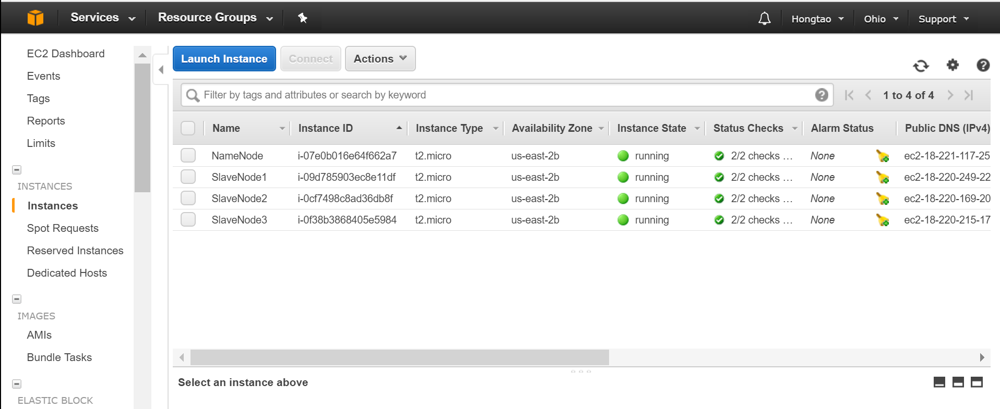 Services
Resource Groups
Hongtao
Ohio
Support
EC2 Dashboard
Events
Tags
Reports
Limits
INSTANCES
Instances
Spot Requests
Reserved Instances
Dedicated Hosts
IMAGES
AMIs
Bundle Tasks
ELASTIC BLOCK
Launch Instance Connect Actions
Filter by tags and attributes or search by keyword
1 to 4 of 4
Name Instance ID Instance Type Availability Zone Instance State Status Checks Alarm Status Public DNS (IPv4)
NameNode i-07e0b016e64f662a7 t2.micro us-east-2b running 2/2 checks ... None ec2-18-221-117-25
SlaveNode1 i-09d785903ec8e11df t2.micro us-east-2b running 2/2 checks ... None ec2-18-220-249-22
SlaveNode2 i-0cf7498c8ad36db8f t2.micro us-east-2b running 2/2 checks ... None ec2-18-220-169-20
SlaveNode3 i-0f38b3868405e5984 t2.micro us-east-2b running 2/2 checks ... None ec2-18-220-215-17
Select an instance above